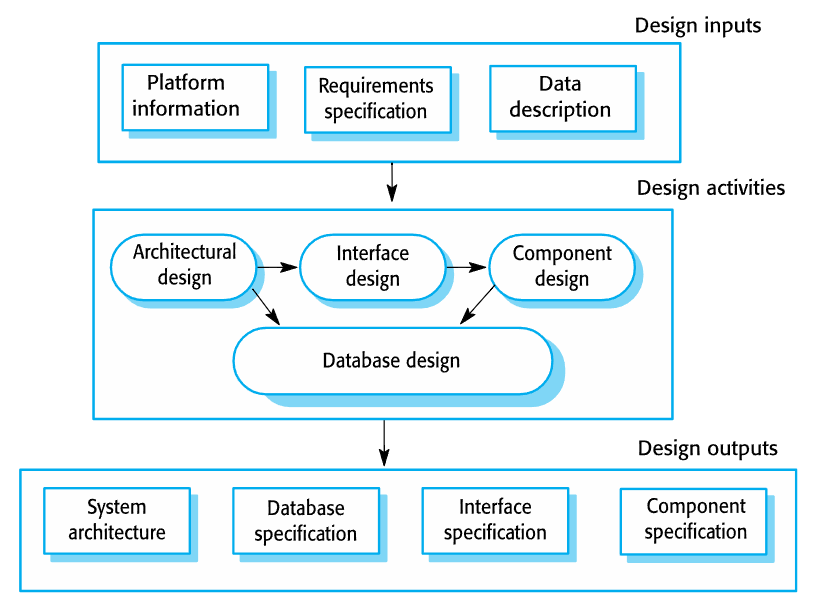 Design inputs
Platform
information
Requirements
specification
Data
description
Design activities
Architectural
design
Interface
design
Component
design
Database design
Design outputs
System
architecture
Database
specification
Interface
specification
Component
specification